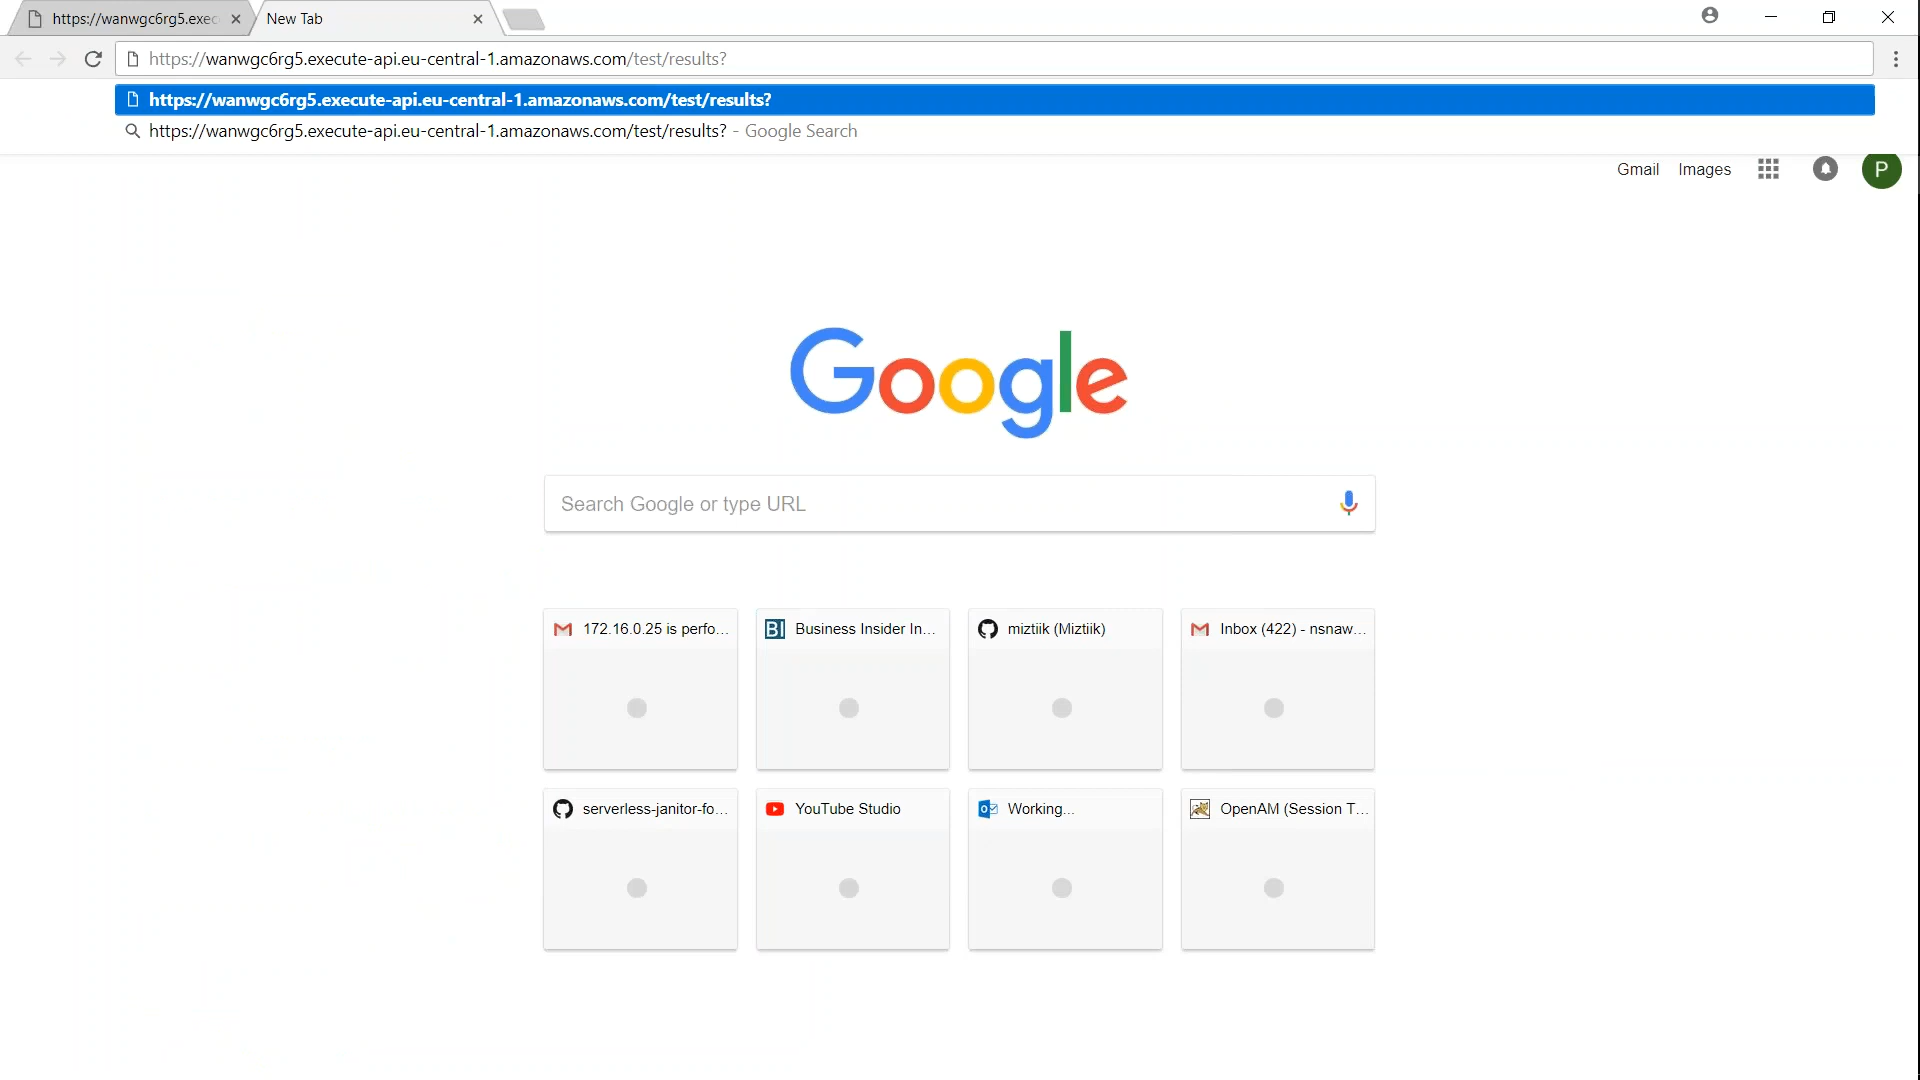 https://wanwgc6rg5.exec
New Tab
https://wanwgc6rg5.execute-api.eu-central-1.amazonaws.com/test/results?
https://wanwgc6rg5.execute-api.eu-central-1.amazonaws.com/test/results?
https://wanwgc6rg5.execute-api.eu-central-1.amazonaws.com/test/results? - Google Search
Gmail Images P
Google
Search Google or type URL
172.16.0.25 is perfo...
BI Business Insider In...
miztiik (Miztiik)
Inbox (422) - nsnaw...
serverless-janitor-fo...
YouTube Studio
Working...
OpenAM (Session T...